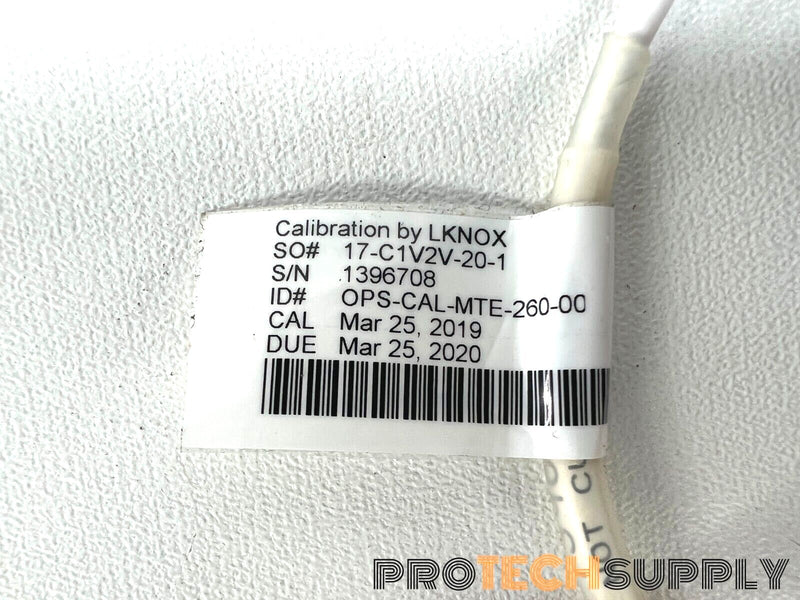 Calibration by LKNOX
SO# 17-C1V2V-20-1
S/N 1396708
ID# OPS-CAL-MTE-260-00
CAL Mar 25, 2019
DUE Mar 25, 2020
PROTECHSUPPLY